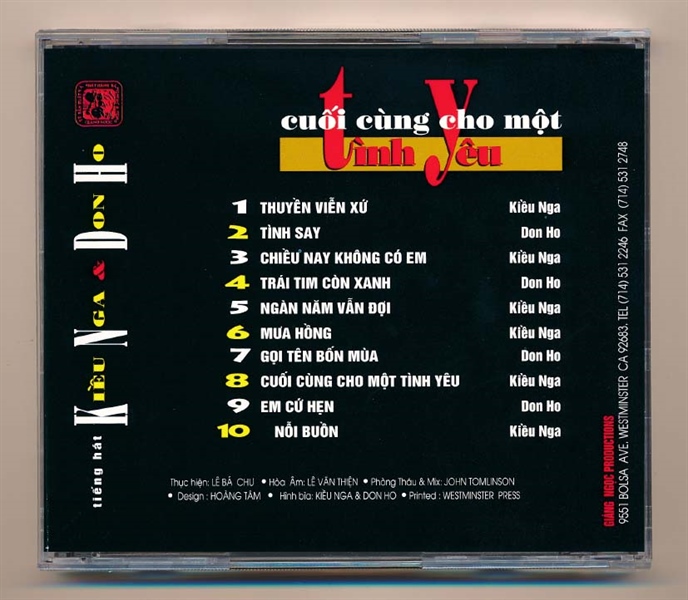 cuối cùng cho một
tình yêu
1 THUYỀN VIỄN XỨ Kiều Nga
2 TÌNH SAY Don Ho
3 CHIỀU NAY KHÔNG CÓ EM Kiều Nga
4 TRÁI TIM CÒN XANH Don Ho
5 NGÀN NĂM VẪN ĐỢI Kiều Nga
6 MƯA HỒNG Kiều Nga
7 GỌI TÊN BỐN MÙA Don Ho
8 CUỐI CÙNG CHO MỘT TÌNH YÊU Kiều Nga
9 EM CỨ HẸN Don Ho
10 NỖI BUỒN Kiều Nga
Thực hiện: LÊ BÁ CHU • Hòa Âm: LÊ VĂN THIỆN • Phòng Thâu & Mix: JOHN TOMLINSON
• Design : HOÀNG TÂM • Hình bìa: KIỀU NGA & DON HO • Printed : WESTMINSTER PRESS
tiếng hát KIỀU NGA & DON HO
GIÁNG NGỌC PRODUCTIONS
9551 BOLSA AVE. WESTMINSTER CA 92683. TEL (714) 531 2246 FAX (714) 531 2748